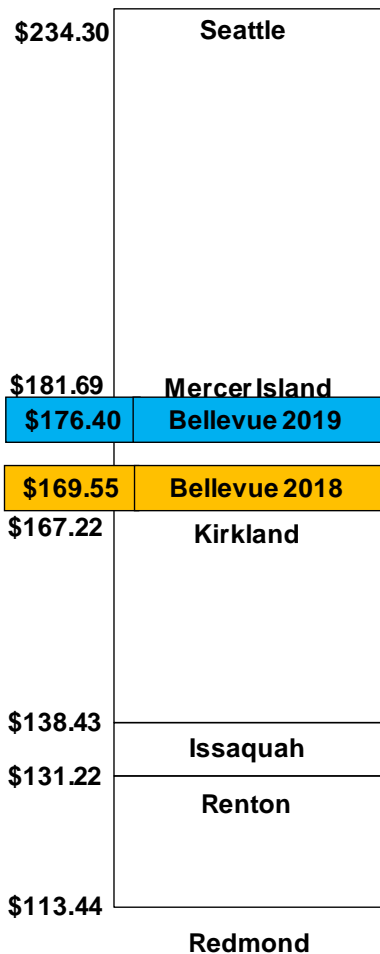 $234.30 Seattle
$181.69 Mercer Island
$176.40 Bellevue 2019
$169.55 Bellevue 2018
$167.22 Kirkland
$138.43
Issaquah
$131.22
Renton
$113.44
Redmond